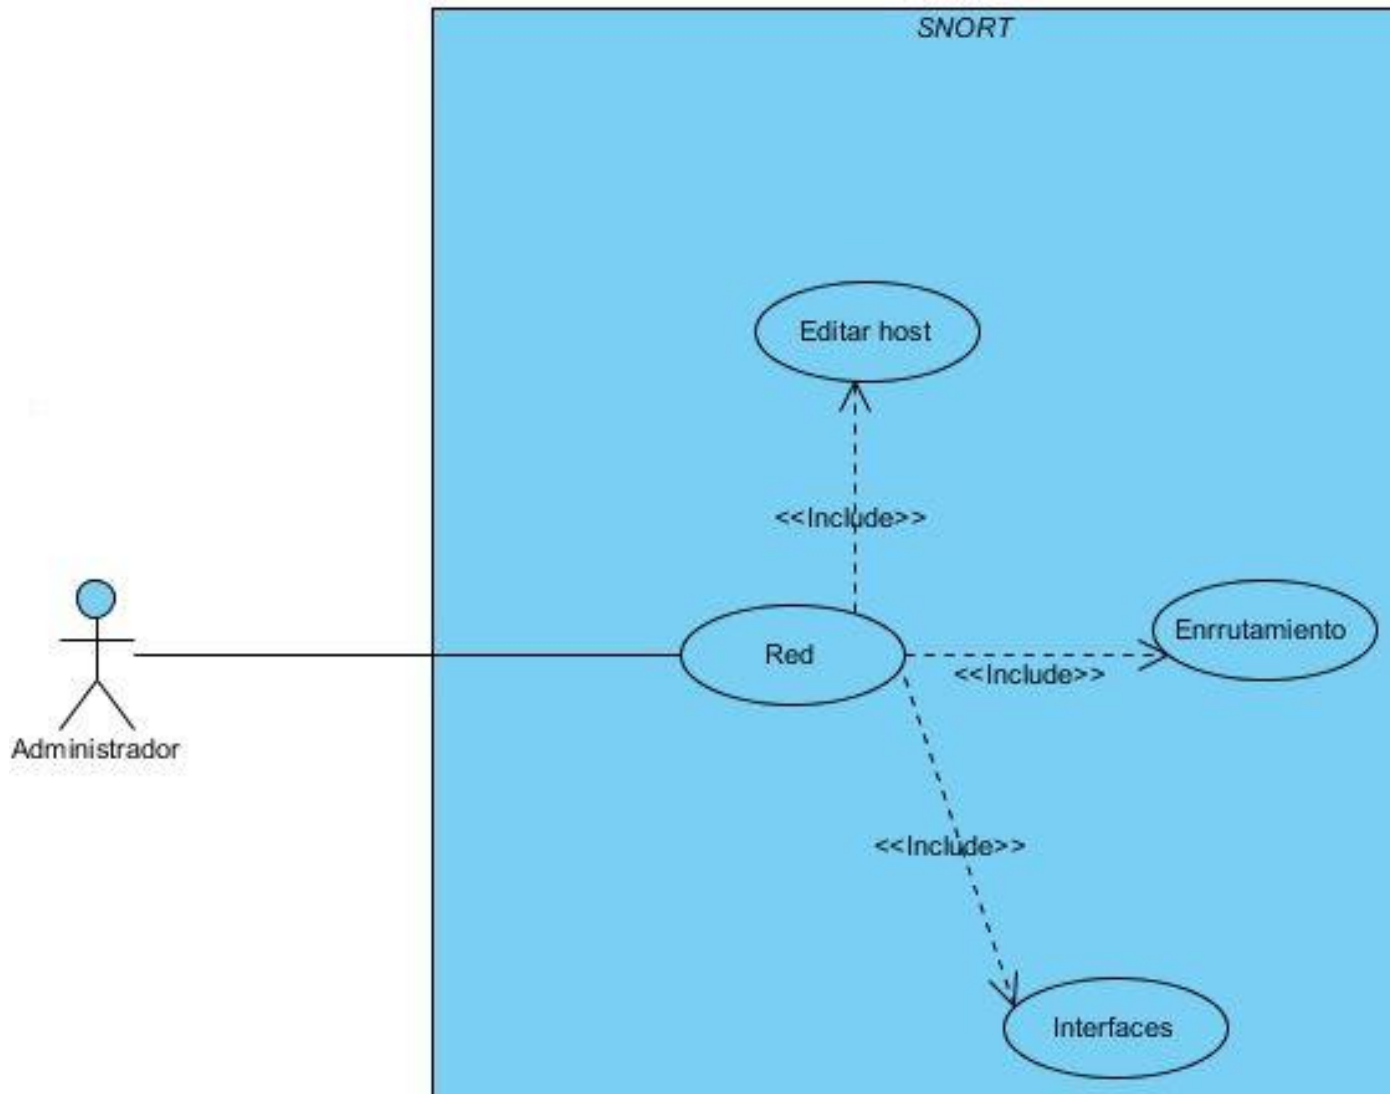 SNORT
Editar host
<<Include>>
Enrrutamiento
Red
<<Include>>
Administrador
<<Include>>
Interfaces